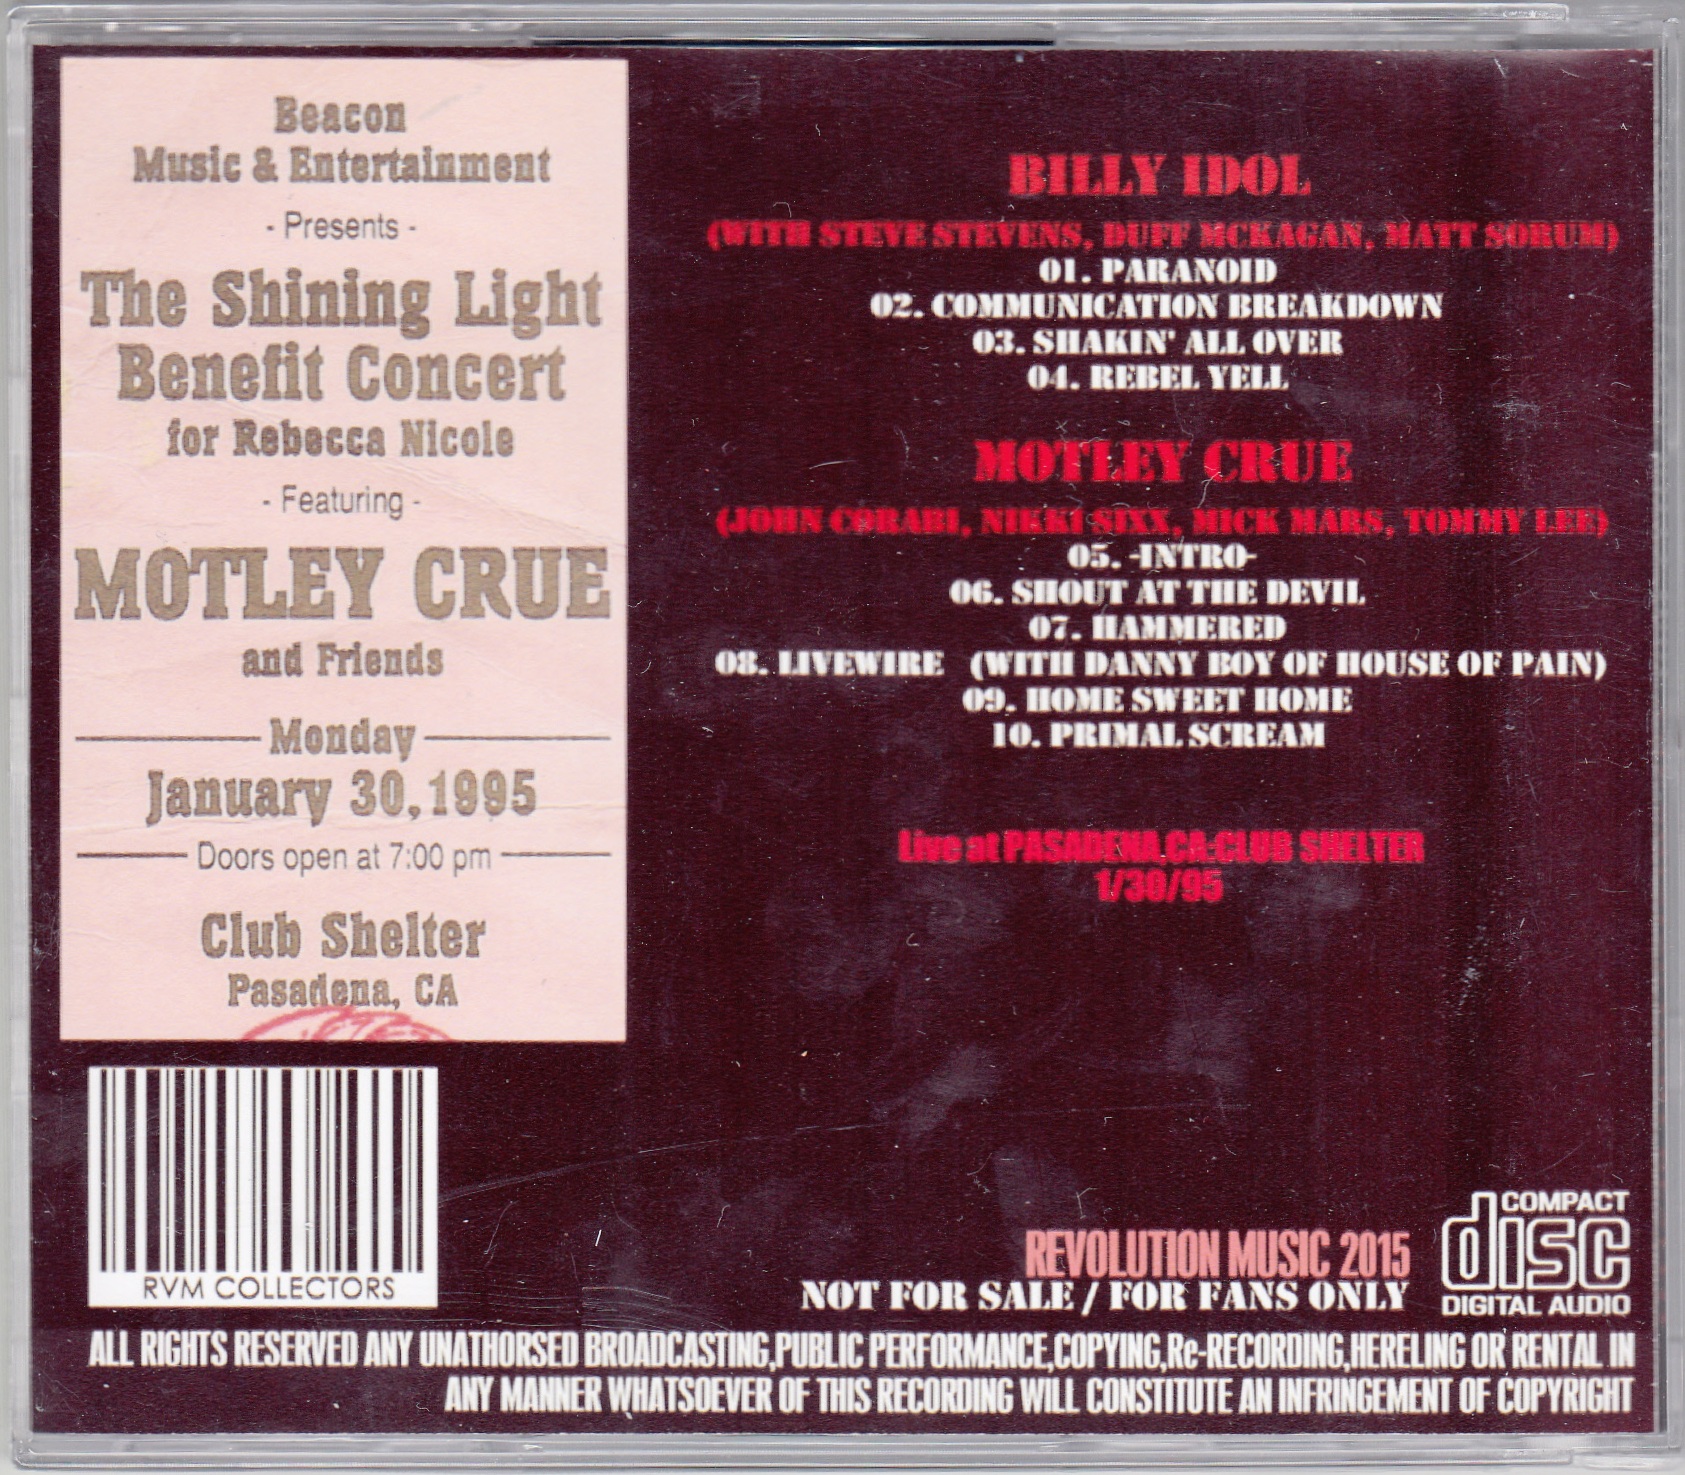 Beacon
Music & Entertainment
- Presents -
The Shining Light
Benefit Concert
for Rebecca Nicole
- Featuring -
MOTLEY CRUE
and Friends
Monday
January 30, 1995
Doors open at 7:00 pm
Club Shelter
Pasadena, CA
RVM COLLECTORS
BILLY IDOL
(WITH STEVE STEVENS, DUFF MCKAGAN, MATT SORUM)
01. PARANOID
02. COMMUNICATION BREAKDOWN
03. SHAKIN' ALL OVER
04. REBEL YELL
MOTLEY CRUE
(JOHN CORABI, NIKKI SIXX, MICK MARS, TOMMY LEE)
05. -INTRO-
06. SHOUT AT THE DEVIL
07. HAMMERED
08. LIVEWIRE (WITH DANNY BOY OF HOUSE OF PAIN)
09. HOME SWEET HOME
10. PRIMAL SCREAM
Live at PASADENA,CA:CLUB SHELTER
1/30/95
REVOLUTION MUSIC 2015
NOT FOR SALE / FOR FANS ONLY
COMPACT
disc
DIGITAL AUDIO
ALL RIGHTS RESERVED ANY UNATHORSED BROADCASTING,PUBLIC PERFORMANCE,COPYING,Re-RECORDING,HERELING OR RENTAL IN
ANY MANNER WHATSOEVER OF THIS RECORDING WILL CONSTITUTE AN INFRINGEMENT OF COPYRIGHT